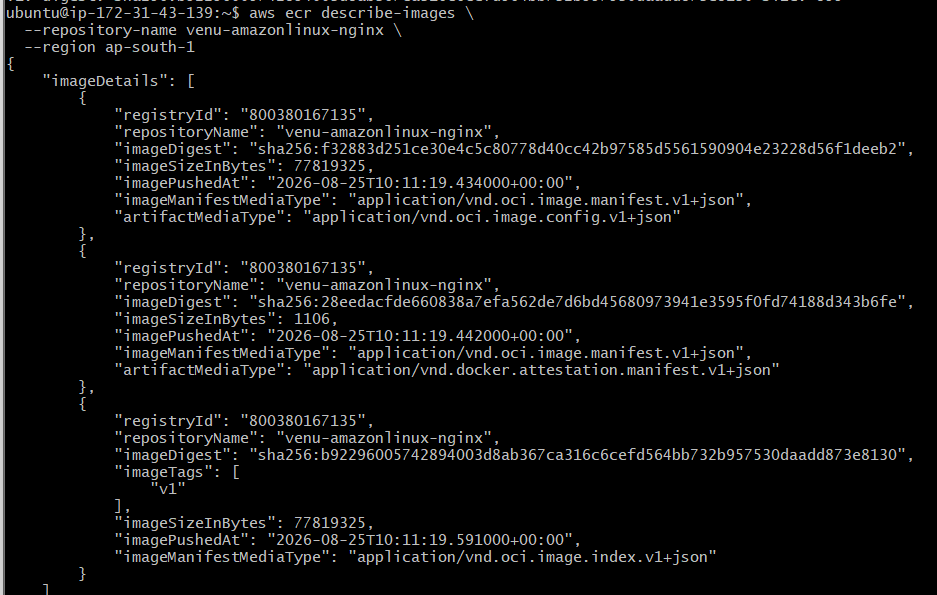 ubuntu@ip-172-31-43-139:~$ aws ecr describe-images \
  --repository-name venu-amazonlinux-nginx \
  --region ap-south-1
{
    "imageDetails": [
        {
            "registryId": "800380167135",
            "repositoryName": "venu-amazonlinux-nginx",
            "imageDigest": "sha256:f32883d251ce30e4c5c80778d40cc42b97585d5561590904e23228d56f1deeb2",
            "imageSizeInBytes": 77819325,
            "imagePushedAt": "2026-08-25T10:11:19.434000+00:00",
            "imageManifestMediaType": "application/vnd.oci.image.manifest.v1+json",
            "artifactMediaType": "application/vnd.oci.image.config.v1+json"
        },
        {
            "registryId": "800380167135",
            "repositoryName": "venu-amazonlinux-nginx",
            "imageDigest": "sha256:28eedacfde660838a7efa562de7d6bd45680973941e3595f0fd74188d343b6fe",
            "imageSizeInBytes": 1106,
            "imagePushedAt": "2026-08-25T10:11:19.442000+00:00",
            "imageManifestMediaType": "application/vnd.oci.image.manifest.v1+json",
            "artifactMediaType": "application/vnd.docker.attestation.manifest.v1+json"
        },
        {
            "registryId": "800380167135",
            "repositoryName": "venu-amazonlinux-nginx",
            "imageDigest": "sha256:b92296005742894003d8ab367ca316c6cefd564bb732b957530daadd873e8130",
            "imageTags": [
                "v1"
            ],
            "imageSizeInBytes": 77819325,
            "imagePushedAt": "2026-08-25T10:11:19.591000+00:00",
            "imageManifestMediaType": "application/vnd.oci.image.index.v1+json"
        }
    ]